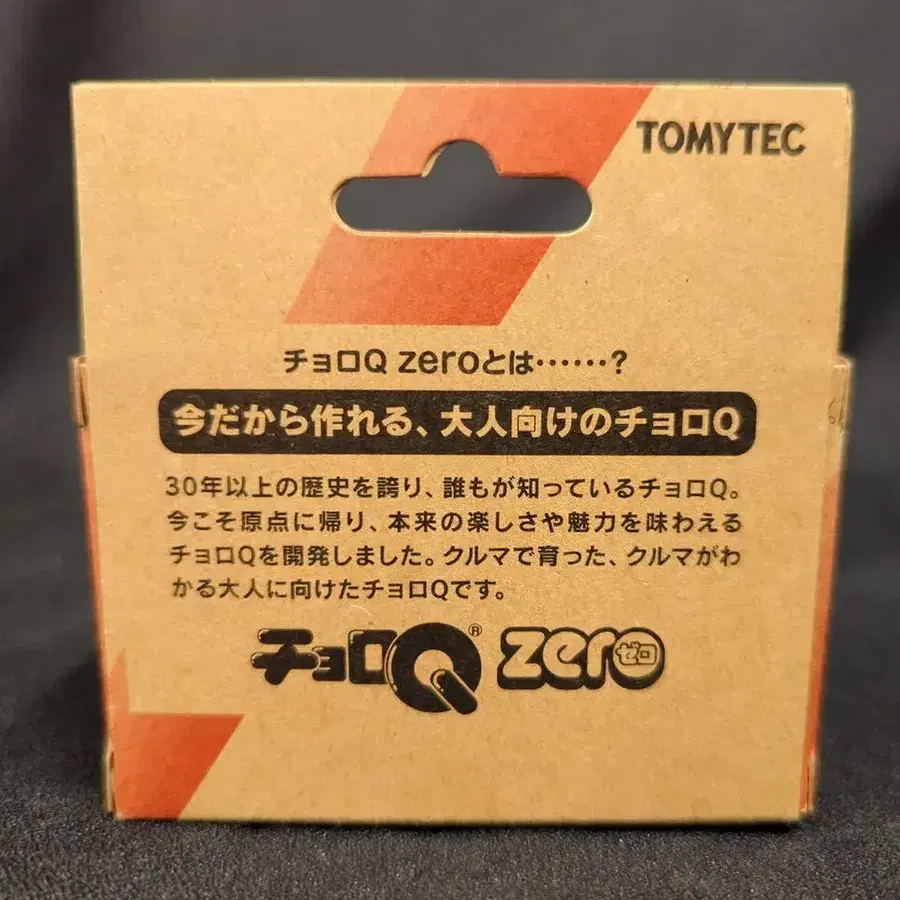 TOMYTEC
チョロQ zeroとは……?
今だから作れる、大人向けのチョロQ
30年以上の歴史を誇り、誰もが知っているチョロQ。
今こそ原点に帰り、本来の楽しさや魅力を味わえる
チョロQを開発しました。クルマで育った、クルマがわ
かる大人に向けたチョロQです。
チョロQ® zeroゼロ